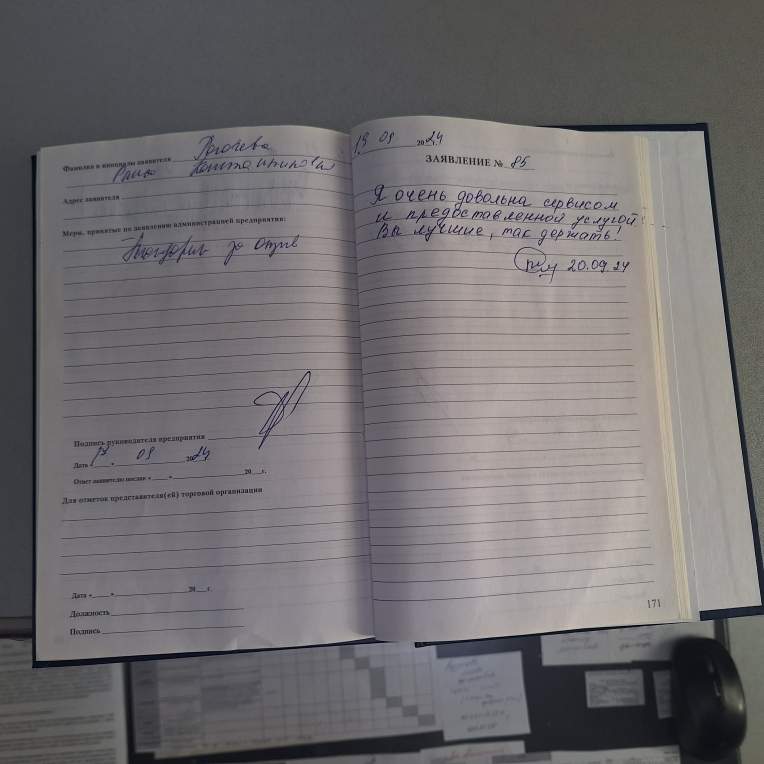 Фамилия и инициалы заявителя Рогачева
Константиновна
Адрес заявителя
Меры, принятые по заявлению администрацией предприятия:
Благодарим за отзыв
Подпись руководителя предприятия
Дата « 09 2024
Ответ заявителю послан « » 20 г.
Для отметок представителя(ей) торговой организации
Дата « » 20 г.
Должность
Подпись
09 2024
ЗАЯВЛЕНИЕ № 85
Я очень довольна сервисом
и предоставленной услугой.
Вы лучшие, так держать!
20.09.24
171